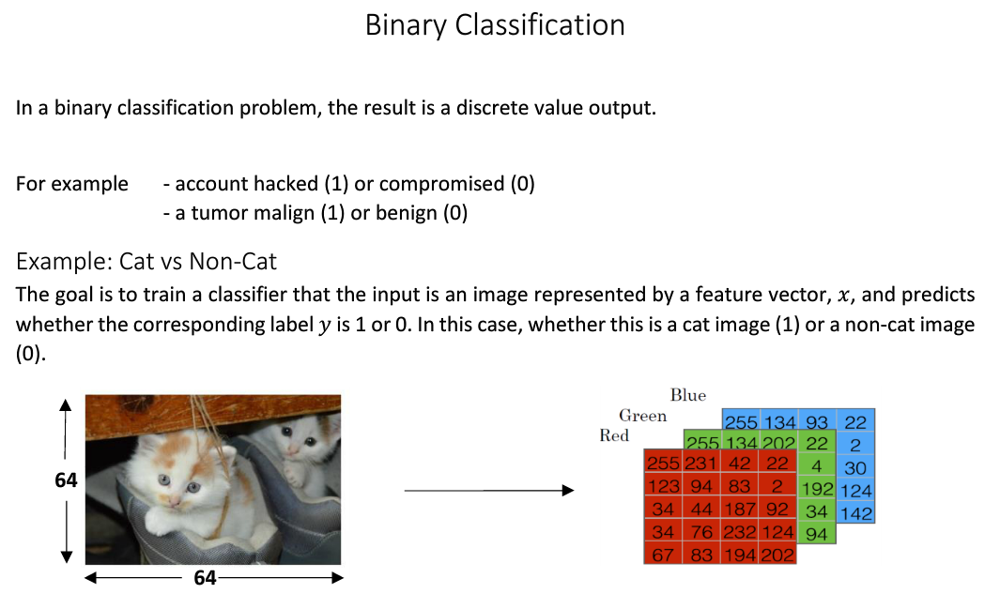 Binary Classification
In a binary classification problem, the result is a discrete value output.
For example - account hacked (1) or compromised (0)
- a tumor malign (1) or benign (0)
Example: Cat vs Non-Cat
The goal is to train a classifier that the input is an image represented by a feature vector, x, and predicts
whether the corresponding label y is 1 or 0. In this case, whether this is a cat image (1) or a non-cat image
(0).
64
64
Blue
Green
Red
255 134 93 22
255 134 202 22 2
255 231 42 22 4 30
123 94 83 2 192 124
34 44 187 92 34 142
34 76 232 124 94
67 83 194 202